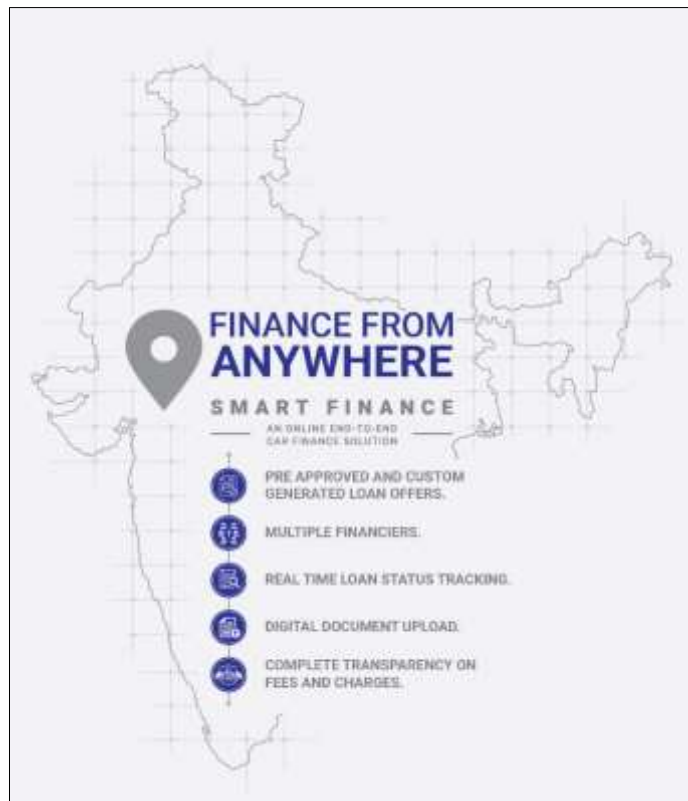 FINANCE FROM
ANYWHERE
SMART FINANCE
AN ONLINE END-TO-END
CAR FINANCE SOLUTION
PRE APPROVED AND CUSTOM
GENERATED LOAN OFFERS.
MULTIPLE FINANCIERS.
REAL TIME LOAN STATUS TRACKING.
DIGITAL DOCUMENT UPLOAD.
COMPLETE TRANSPARENCY ON
FEES AND CHARGES.